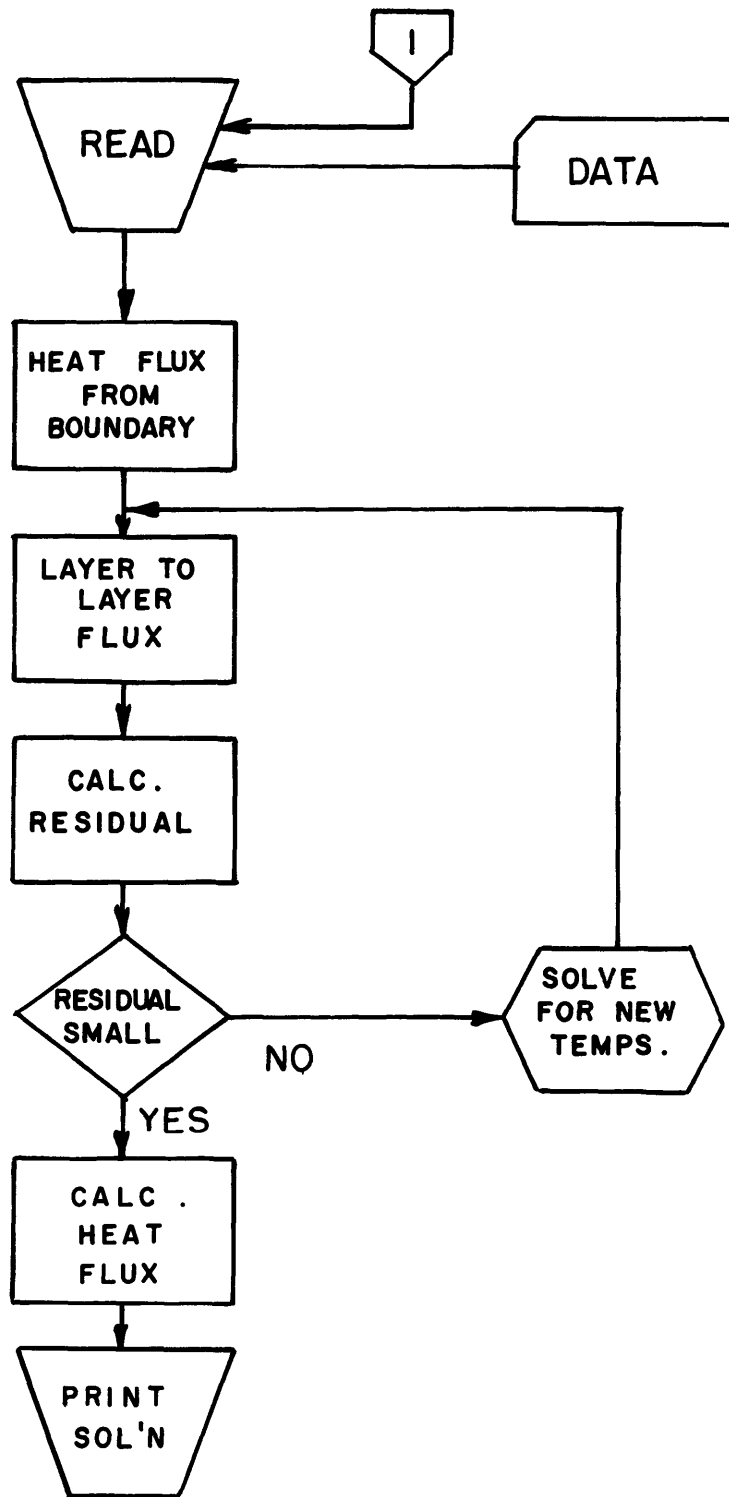 I
READ
DATA
HEAT FLUX
FROM
BOUNDARY
LAYER TO
LAYER
FLUX
CALC.
RESIDUAL
RESIDUAL
SMALL
NO
SOLVE
FOR NEW
TEMPS.
YES
CALC.
HEAT
FLUX
PRINT
SOL'N